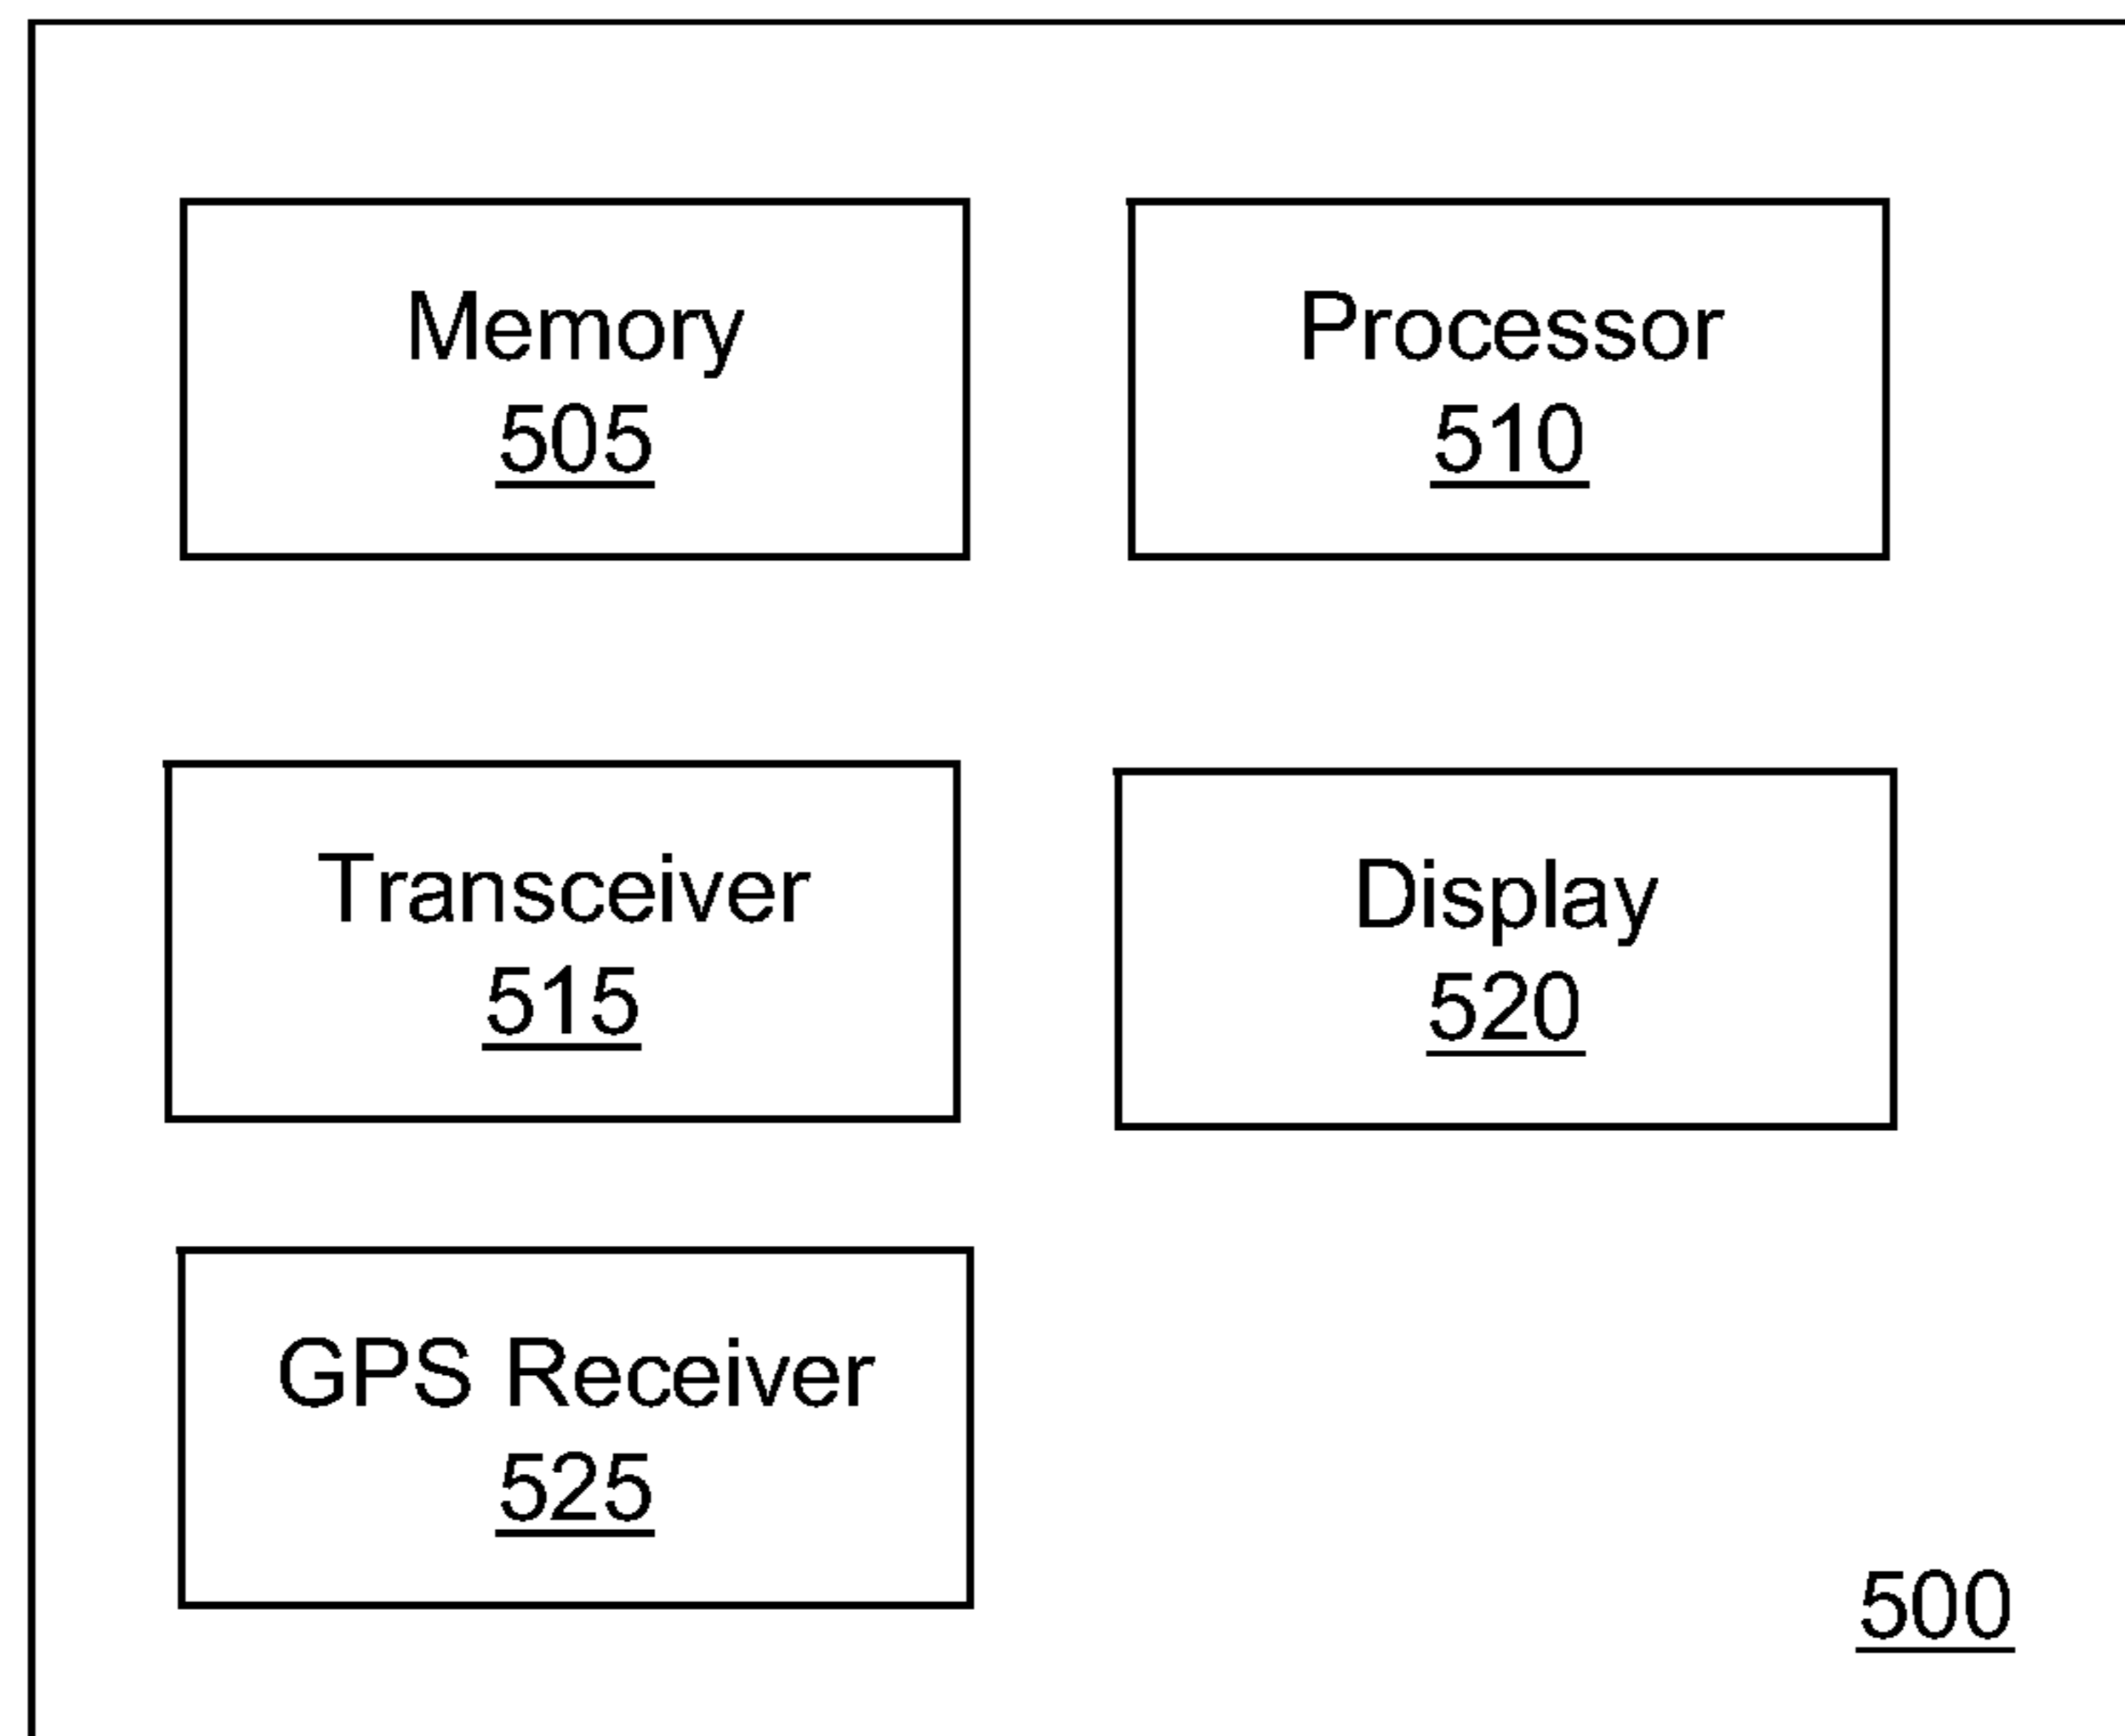 Memory
505
Processor
510
Transceiver
515
Display
520
GPS Receiver
525
500